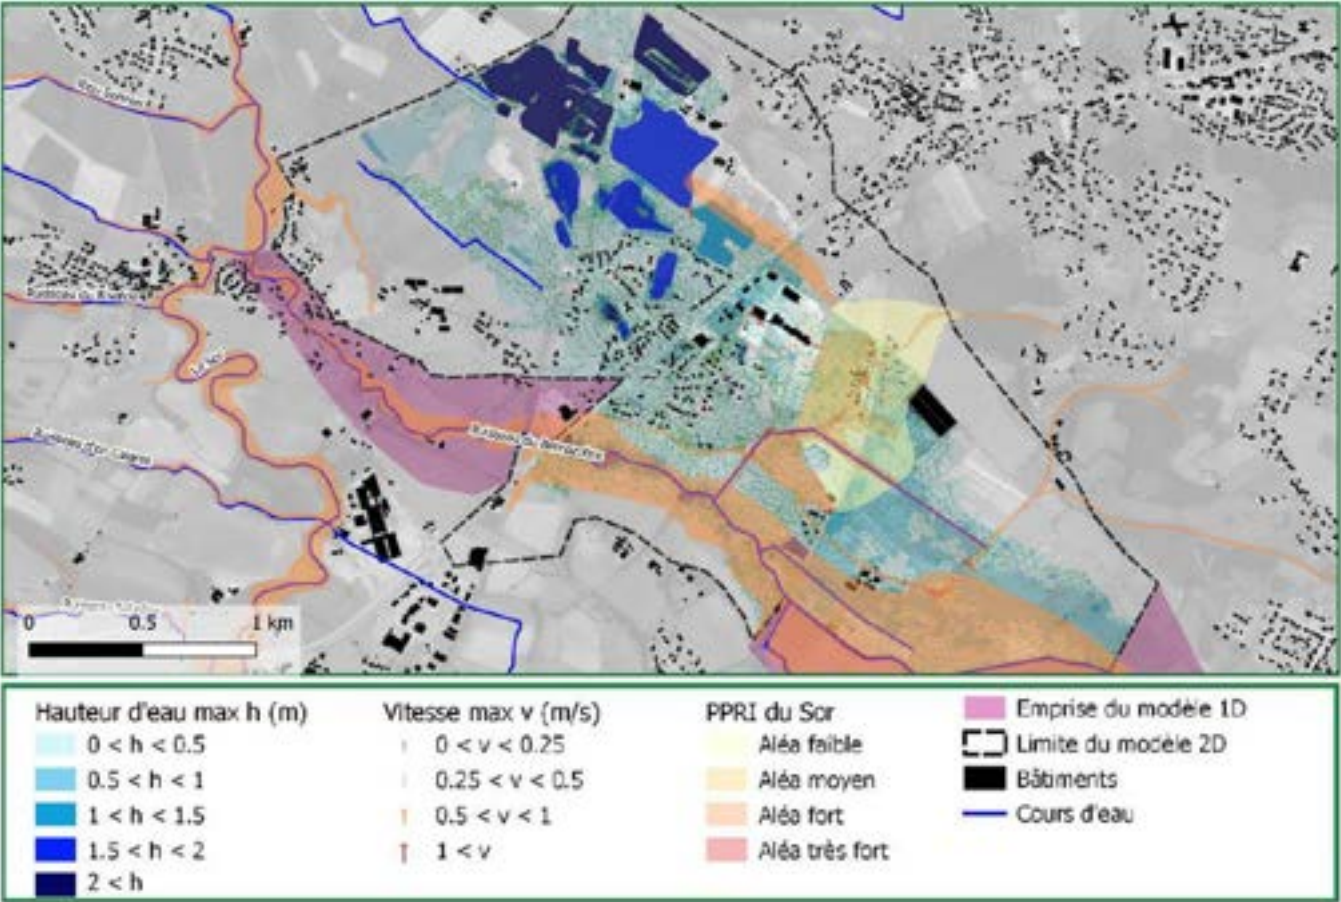 Le Sor
0 0.5 1 km
Hauteur d'eau max h (m)
0 < h < 0.5
0.5 < h < 1
1 < h < 1.5
1.5 < h < 2
2 < h
Vitesse max v (m/s)
0 < v < 0.25
0.25 < v < 0.5
0.5 < v < 1
1 < v
PPRI du Sor
Aléa faible
Aléa moyen
Aléa fort
Aléa très fort
Emprise du modèle 1D
Limite du modèle 2D
Bâtiments
Cours d'eau